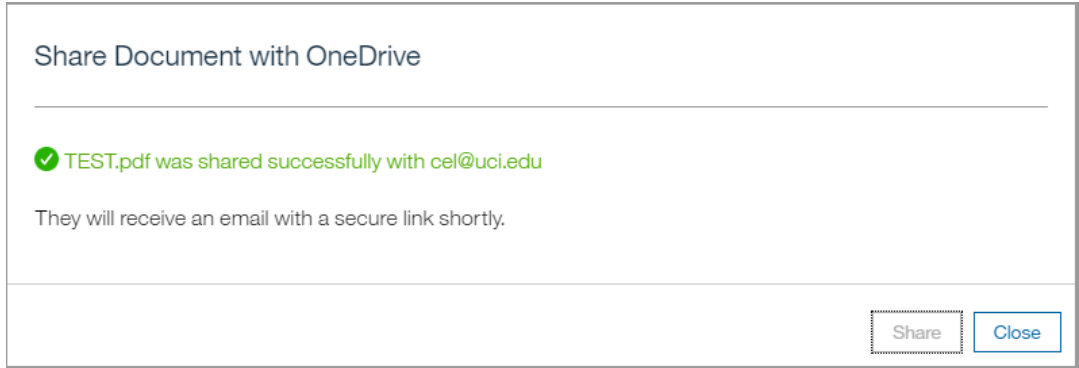 Share Document with OneDrive
TEST.pdf was shared successfully with cel@uci.edu
They will receive an email with a secure link shortly.
Share
Close